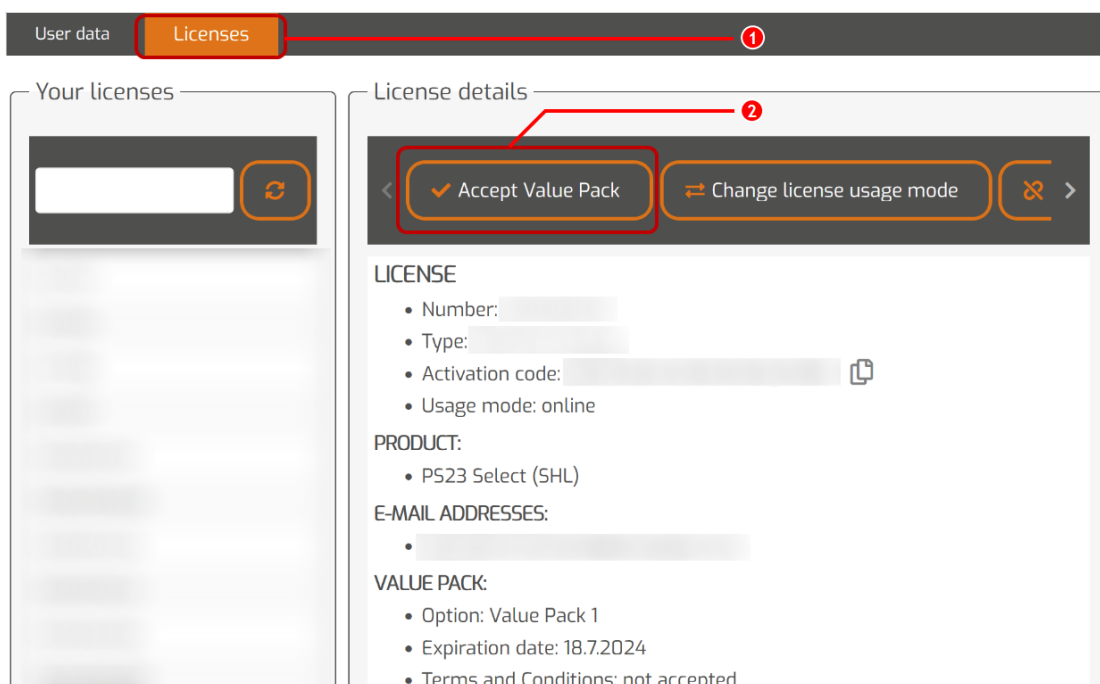 User data
Licenses
1
Your licenses
License details
2
Accept Value Pack
Change license usage mode
LICENSE
• Number:
• Type:
• Activation code:
• Usage mode: online
PRODUCT:
• PS23 Select (SHL)
E-MAIL ADDRESSES:
•
VALUE PACK:
• Option: Value Pack 1
• Expiration date: 18.7.2024
• Terms and Conditions: not accepted